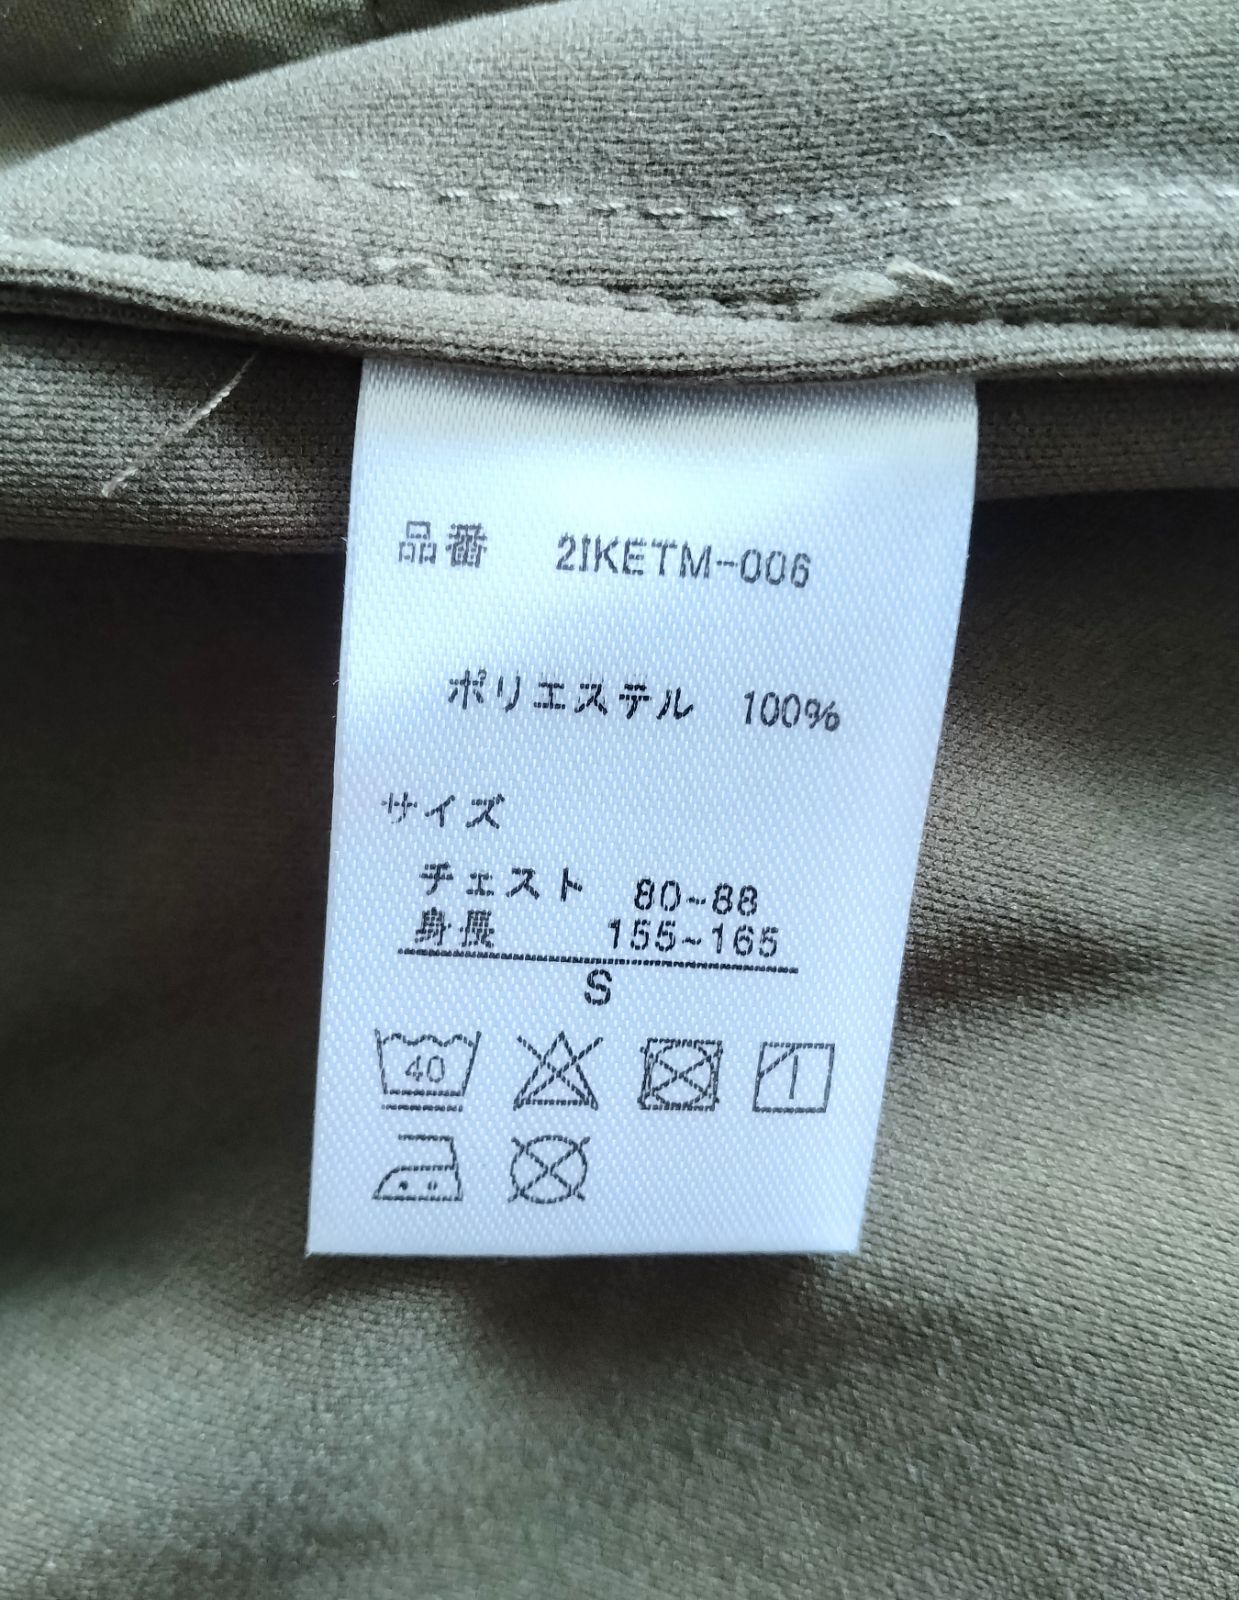 品番 2IKETM-006
ポリエステル 100%
サイズ
チェスト 80~88
身長 155~165
S
40